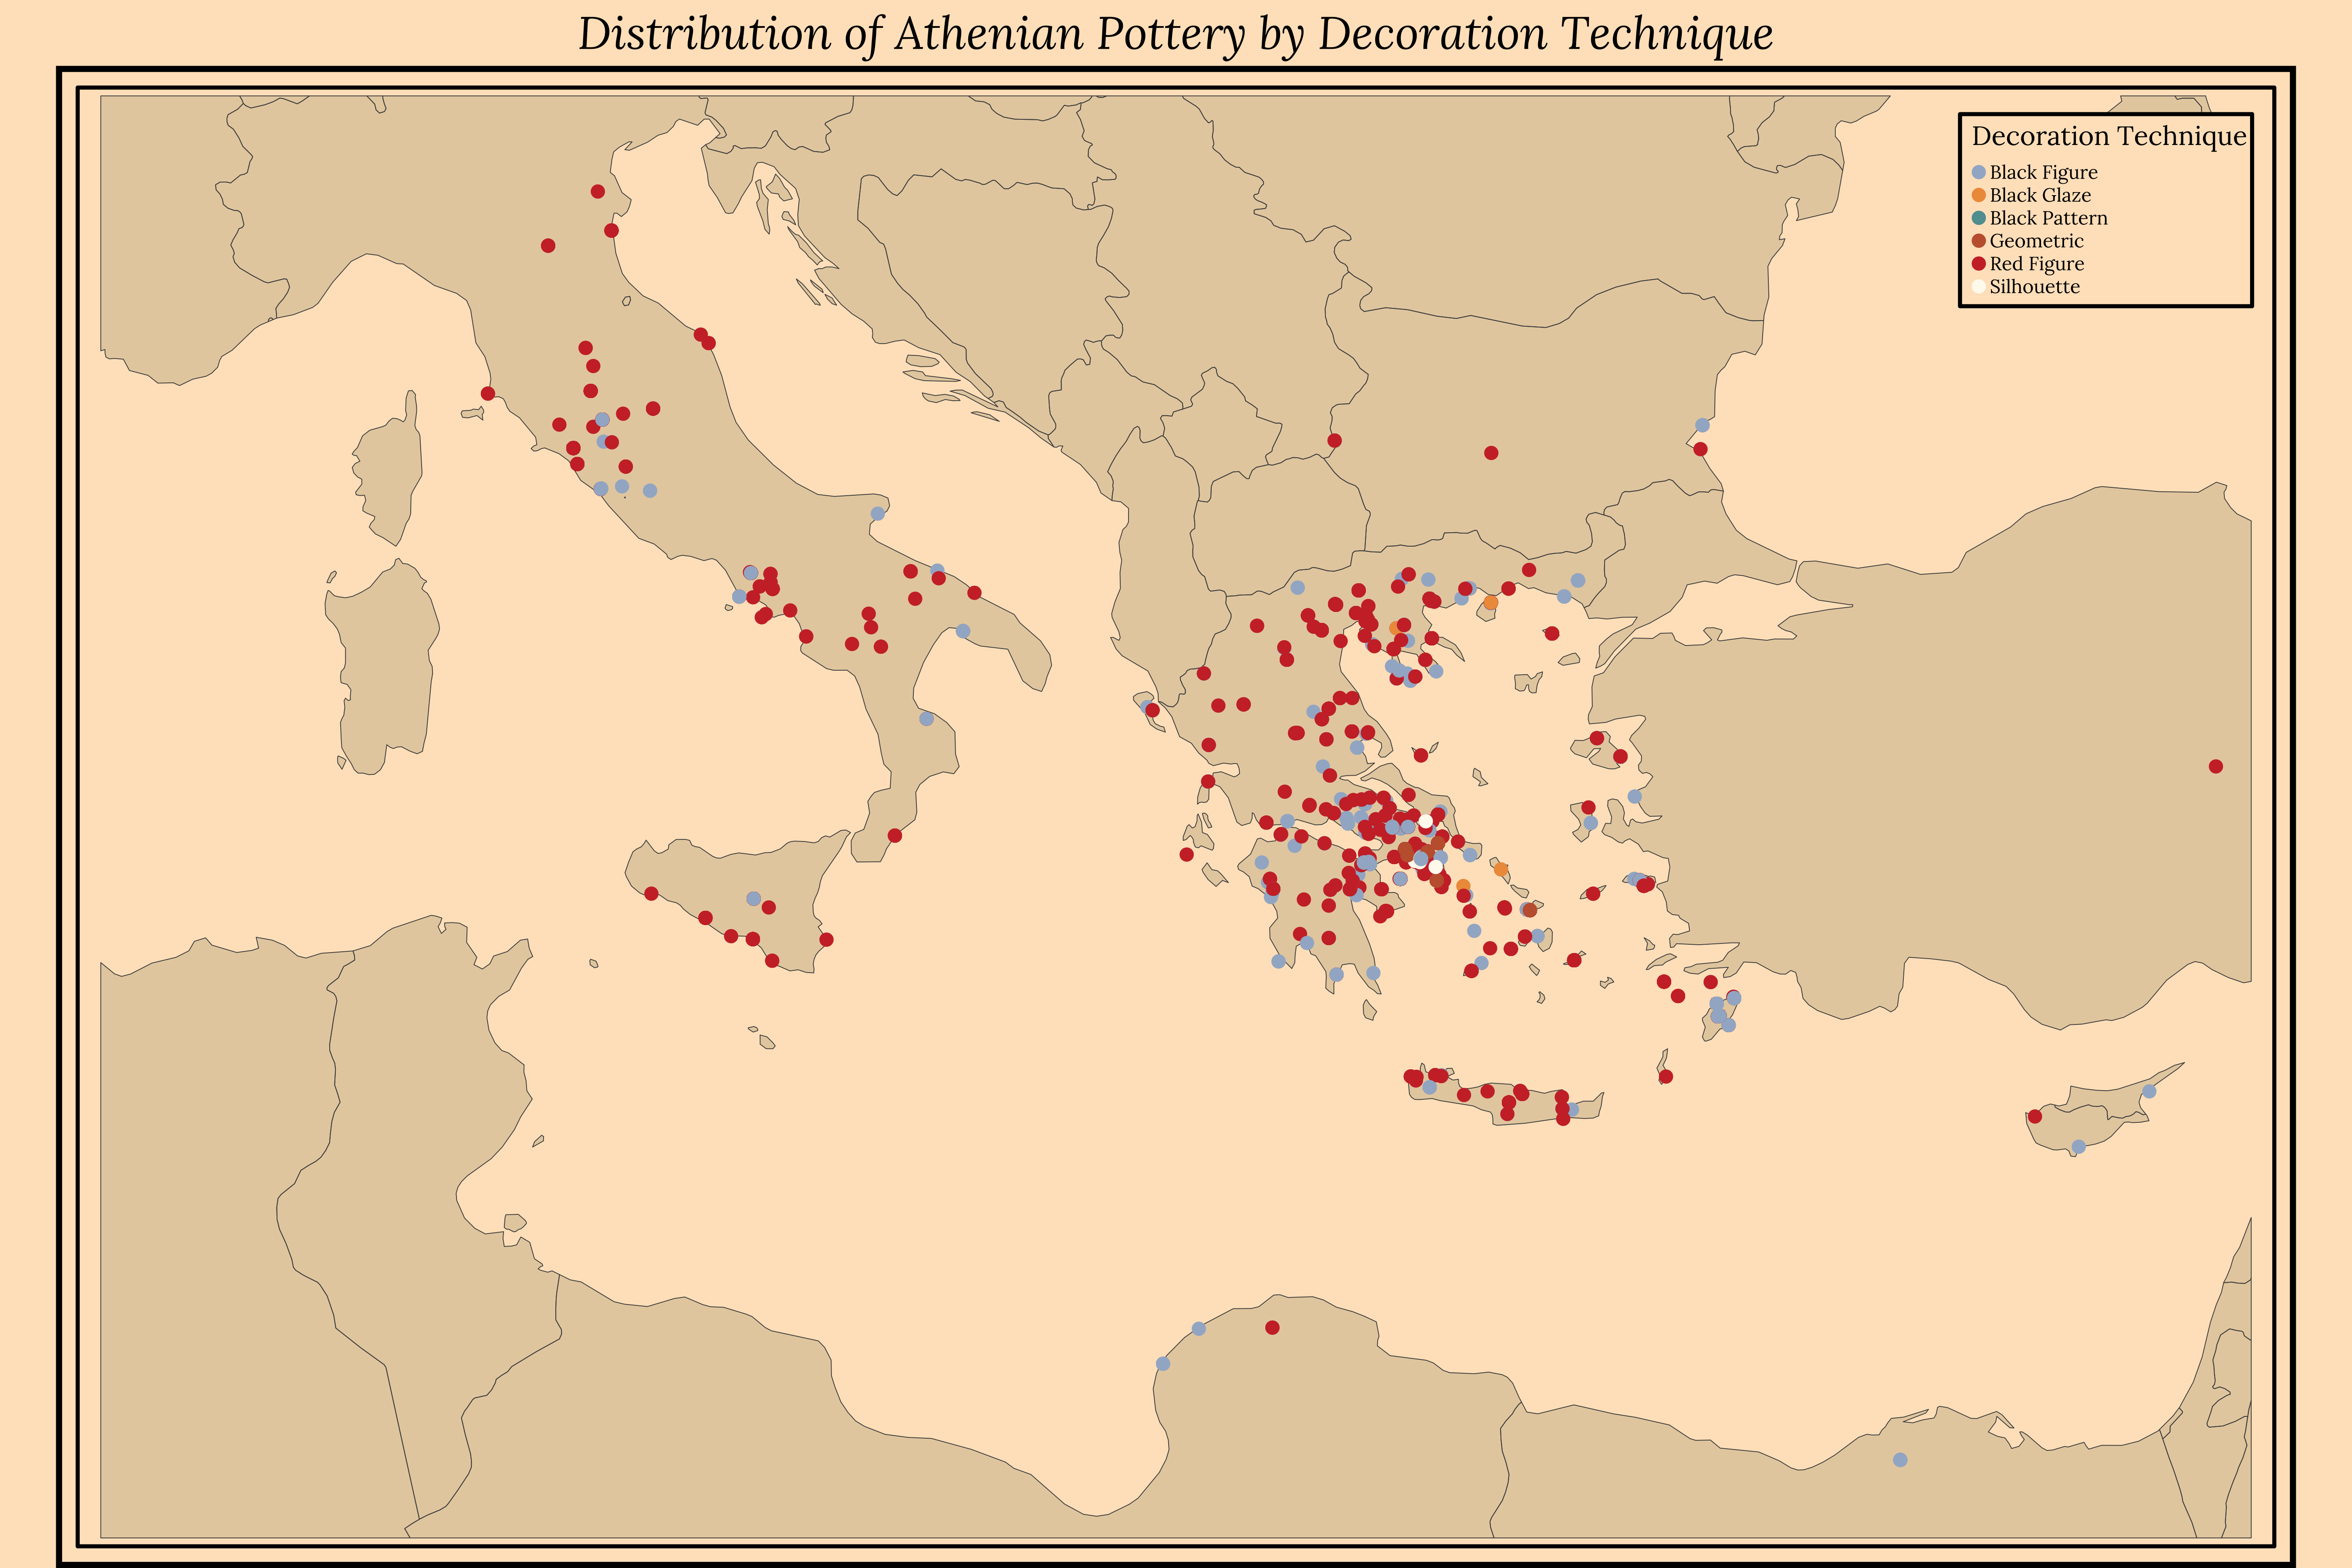 Distribution of Athenian Pottery by Decoration Technique
Decoration Technique
Black Figure
Black Glaze
Black Pattern
Geometric
Red Figure
Silhouette